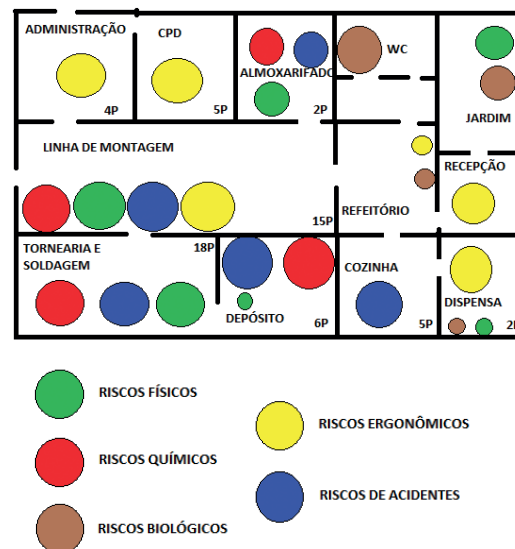 ADMINISTRAÇÃO
CPD
ALMOXARIFADO
WC
4P
5P
2P
JARDIM
LINHA DE MONTAGEM
RECEPÇÃO
15P
REFEITÓRIO
TORNEARIA E
SOLDAGEM
18P
COZINHA
DEPÓSITO
DISPENSA
6P
5P
RISCOS FÍSICOS
RISCOS ERGONÔMICOS
RISCOS QUÍMICOS
RISCOS DE ACIDENTES
RISCOS BIOLÓGICOS